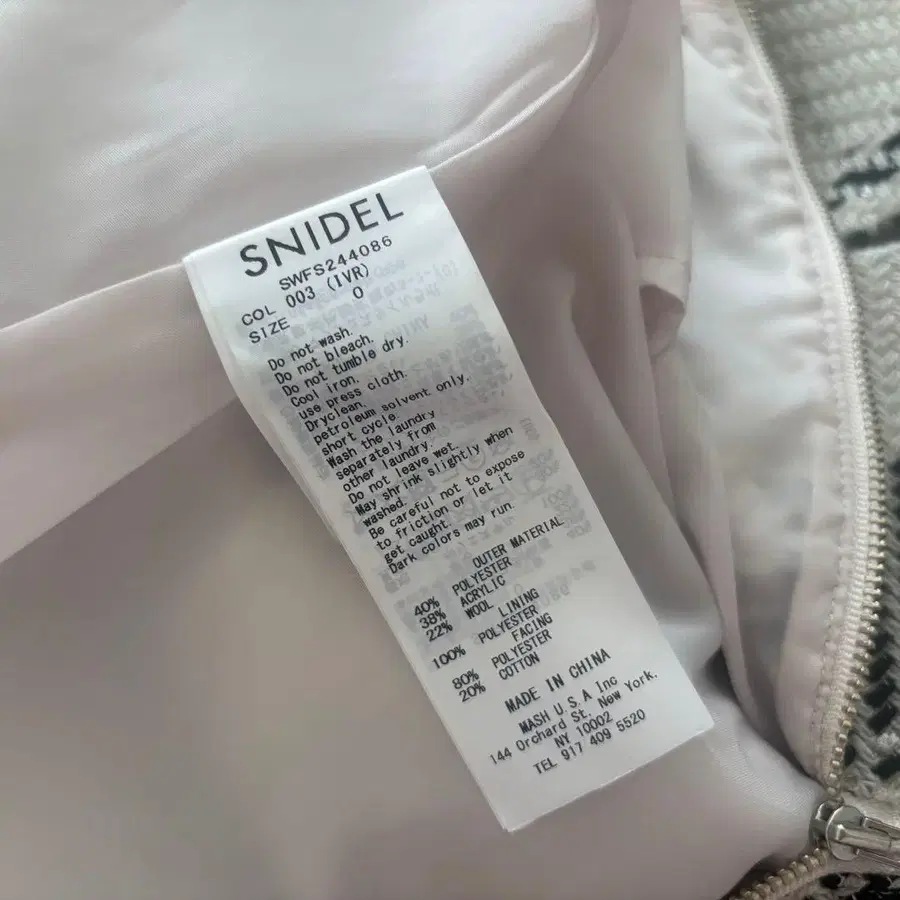 SNIDEL
SWFS244086
COL 003 (IVR)
SIZE 0
Do not wash.
Do not bleach.
Do not tumble dry.
Cool iron.
use press cloth.
Dryclean.
petroleum solvent only.
short cycle.
Wash the laundry
separately from
other laundry.
Do not leave wet.
May shrink slightly when
washed.
Be careful not to expose
to friction or let it
get caught.
Dark colors may run.
OUTER MATERIAL
40% POLYESTER
38% ACRYLIC
22% WOOL
LINING
100% POLYESTER
FACING
80% POLYESTER
20% COTTON
MADE IN CHINA
MASH U.S.A Inc
144 Orchard St, New York,
NY 10002
TEL 917 409 5520